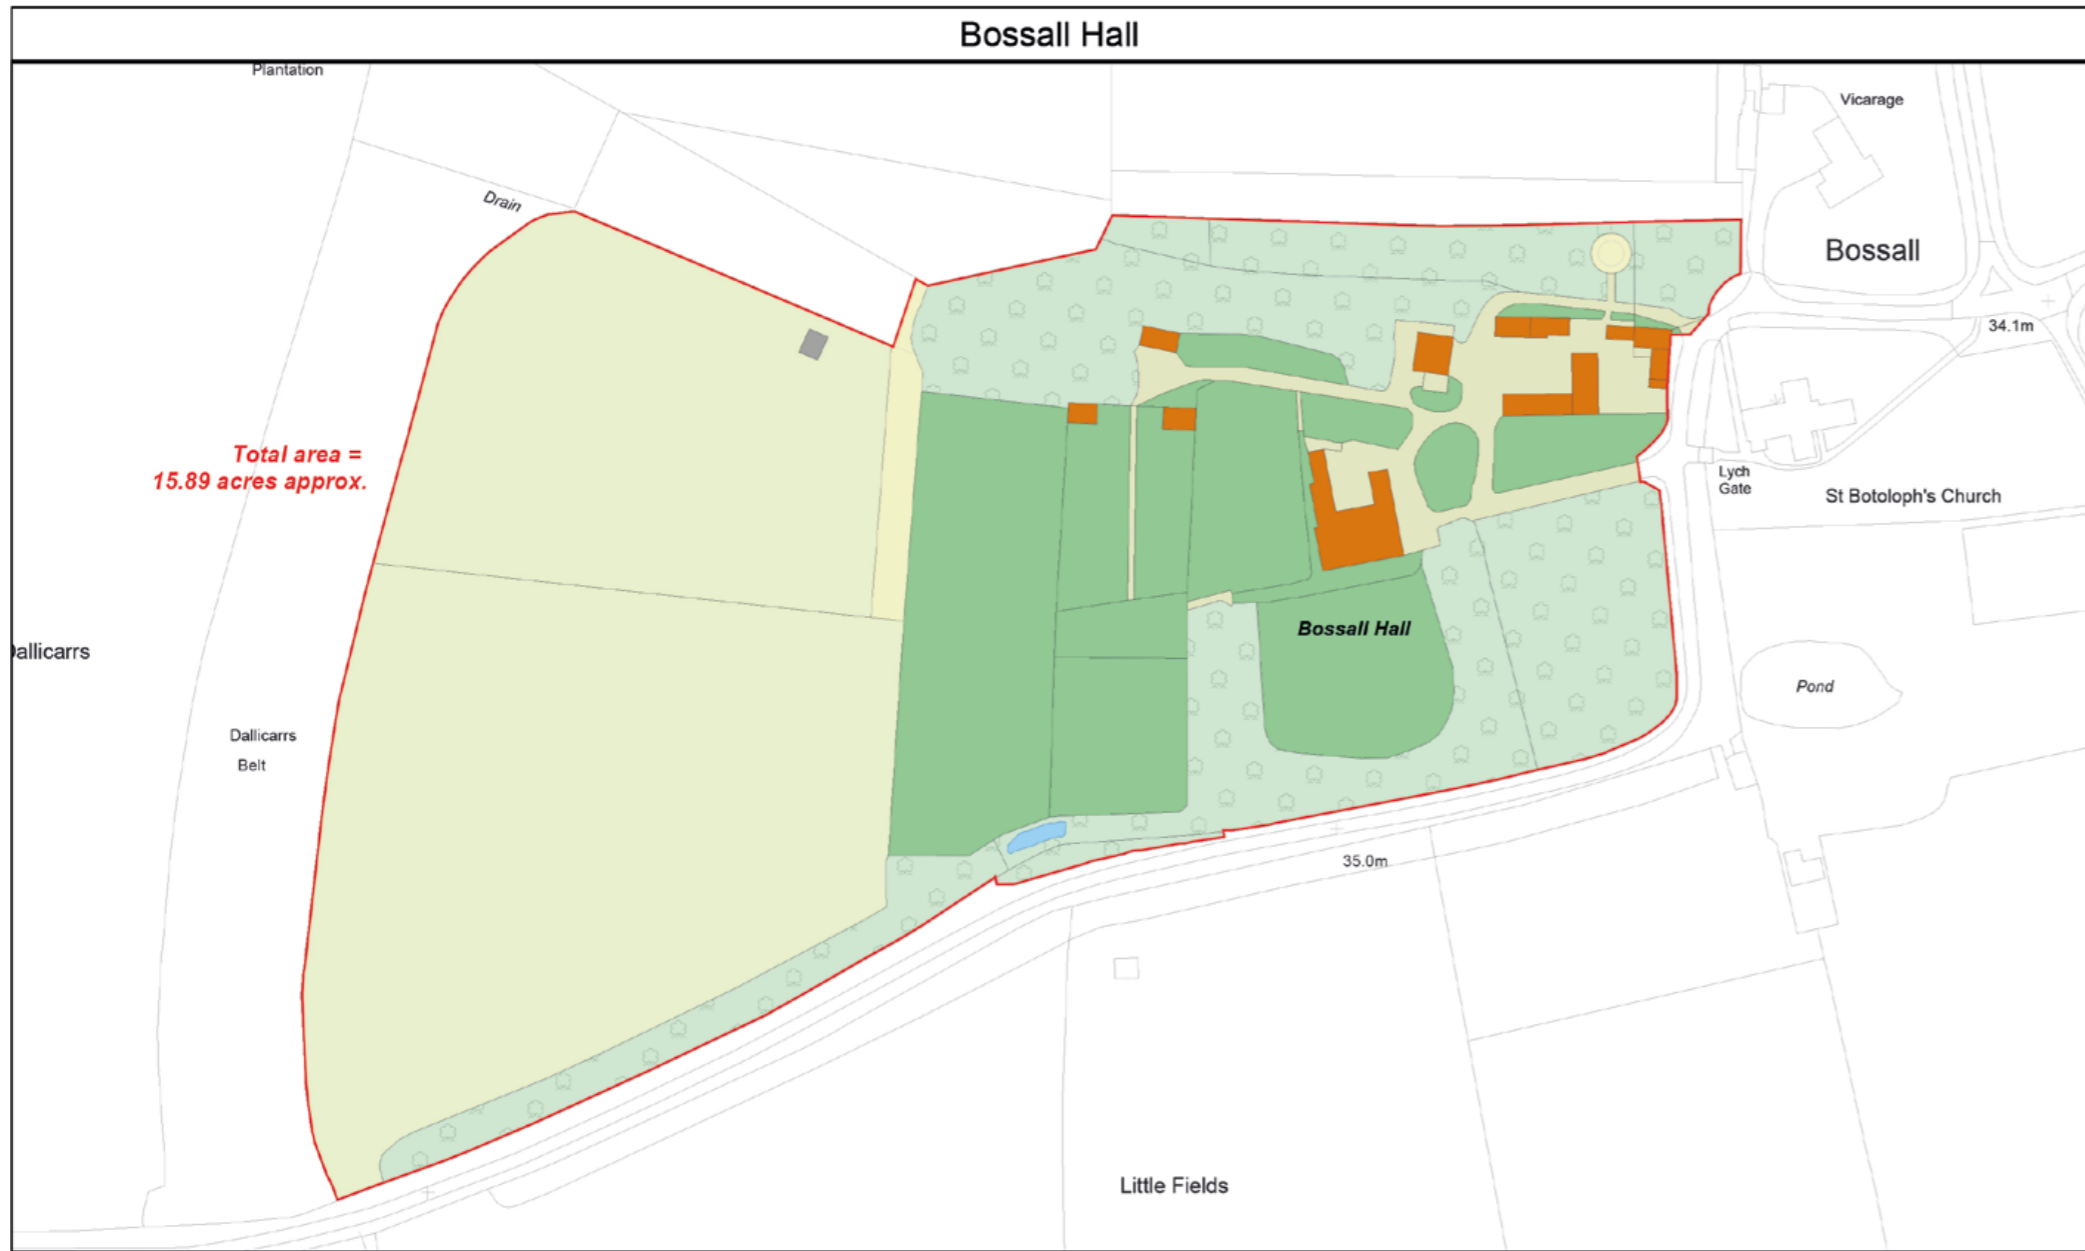 Bossall Hall
Plantation
Vicarage
Drain
Bossall
34.1m
Total area =
15.89 acres approx.
Lych
Gate
St Botoloph's Church
Bossall Hall
allicarrs
Pond
Dallicarrs
Belt
35.0m
Little Fields